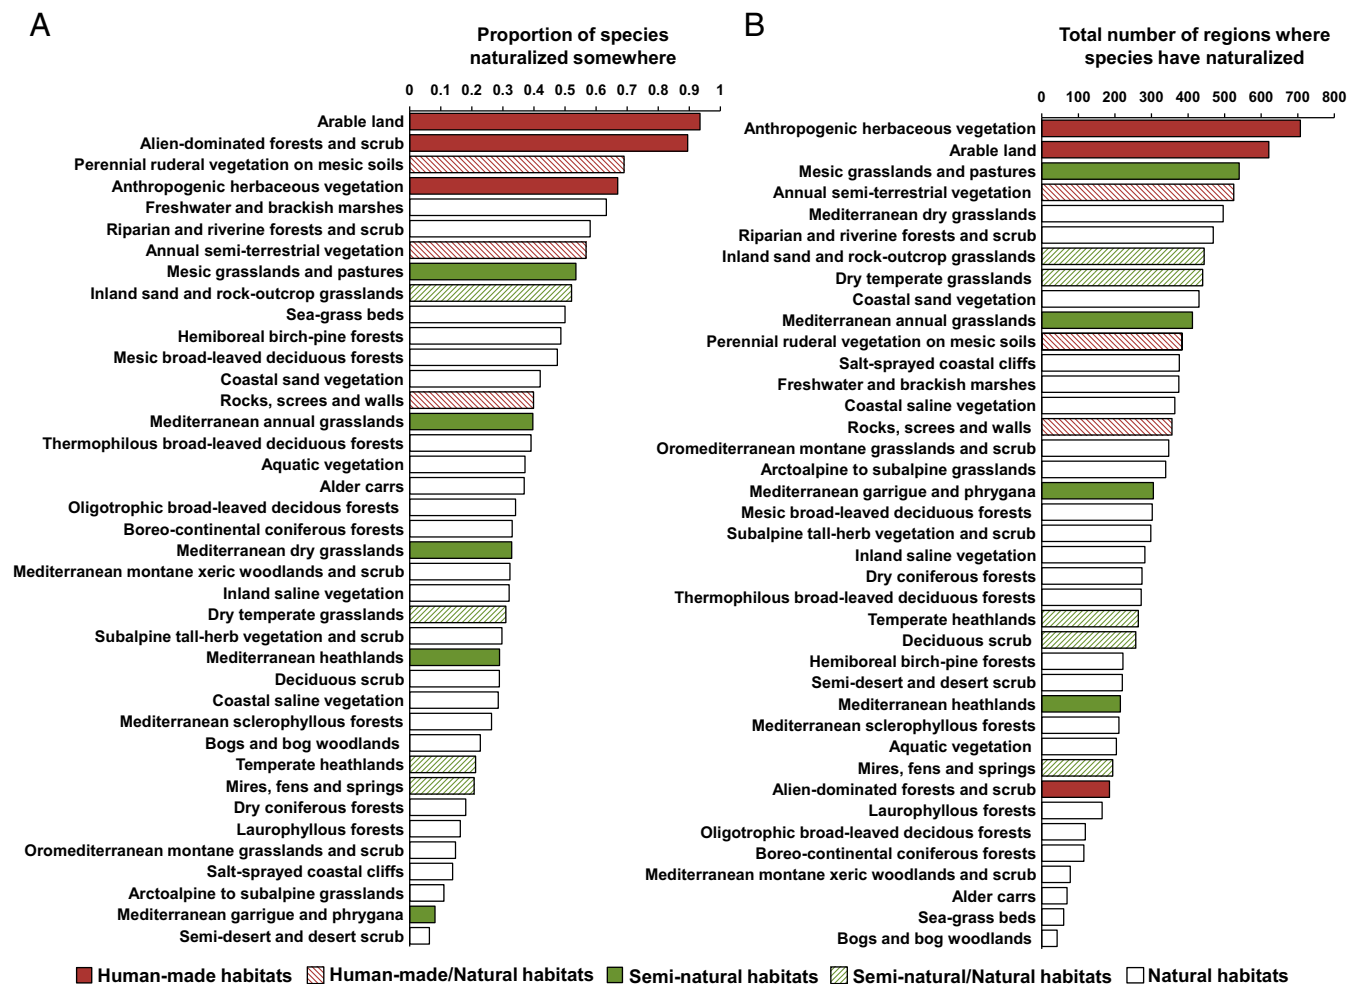 A
Proportion of species
naturalized somewhere
0 0.1 0.2 0.3 0.4 0.5 0.6 0.7 0.8 0.9 1
Arable land
Alien-dominated forests and scrub
Perennial ruderal vegetation on mesic soils
Anthropogenic herbaceous vegetation
Freshwater and brackish marshes
Riparian and riverine forests and scrub
Annual semi-terrestrial vegetation
Mesic grasslands and pastures
Inland sand and rock-outcrop grasslands
Sea-grass beds
Hemiboreal birch-pine forests
Mesic broad-leaved deciduous forests
Coastal sand vegetation
Rocks, screes and walls
Mediterranean annual grasslands
Thermophilous broad-leaved deciduous forests
Aquatic vegetation
Alder carrs
Oligotrophic broad-leaved decidous forests
Boreo-continental coniferous forests
Mediterranean dry grasslands
Mediterranean montane xeric woodlands and scrub
Inland saline vegetation
Dry temperate grasslands
Subalpine tall-herb vegetation and scrub
Mediterranean heathlands
Deciduous scrub
Coastal saline vegetation
Mediterranean sclerophyllous forests
Bogs and bog woodlands
Temperate heathlands
Mires, fens and springs
Dry coniferous forests
Laurophyllous forests
Oromediterranean montane grasslands and scrub
Salt-sprayed coastal cliffs
Arctoalpine to subalpine grasslands
Mediterranean garrigue and phrygana
Semi-desert and desert scrub
B
Total number of regions where
species have naturalized
0 100 200 300 400 500 600 700 800
Anthropogenic herbaceous vegetation
Arable land
Mesic grasslands and pastures
Annual semi-terrestrial vegetation
Mediterranean dry grasslands
Riparian and riverine forests and scrub
Inland sand and rock-outcrop grasslands
Dry temperate grasslands
Coastal sand vegetation
Mediterranean annual grasslands
Perennial ruderal vegetation on mesic soils
Salt-sprayed coastal cliffs
Freshwater and brackish marshes
Coastal saline vegetation
Rocks, screes and walls
Oromediterranean montane grasslands and scrub
Arctoalpine to subalpine grasslands
Mediterranean garrigue and phrygana
Mesic broad-leaved deciduous forests
Subalpine tall-herb vegetation and scrub
Inland saline vegetation
Dry coniferous forests
Thermophilous broad-leaved deciduous forests
Temperate heathlands
Deciduous scrub
Hemiboreal birch-pine forests
Semi-desert and desert scrub
Mediterranean heathlands
Mediterranean sclerophyllous forests
Aquatic vegetation
Mires, fens and springs
Alien-dominated forests and scrub
Laurophyllous forests
Oligotrophic broad-leaved decidous forests
Boreo-continental coniferous forests
Mediterranean montane xeric woodlands and scrub
Alder carrs
Sea-grass beds
Bogs and bog woodlands
Human-made habitats Human-made/Natural habitats Semi-natural habitats Semi-natural/Natural habitats Natural habitats